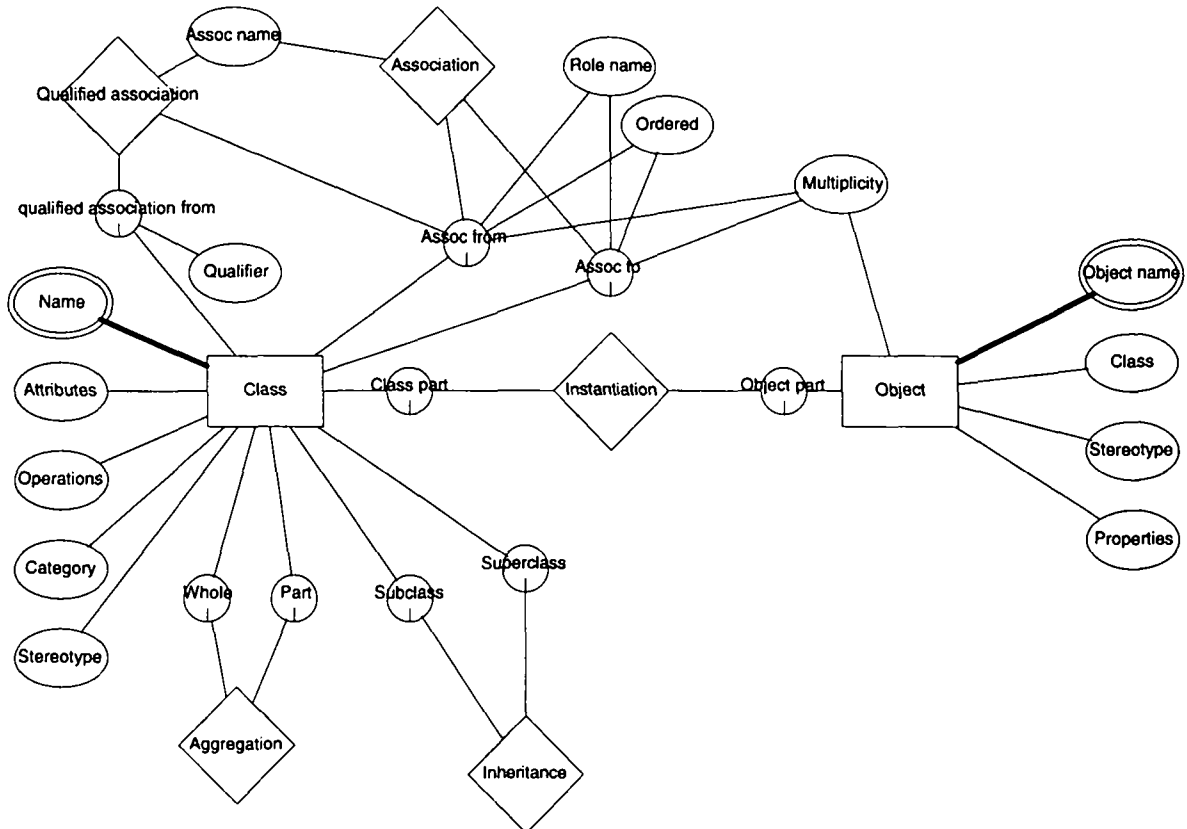 Assoc name
Association
Role name
Qualified association
Ordered
Multiplicity
qualified association from
Assoc from
Assoc to
Qualifier
Object name
Name
Class
Attributes
Class
Class part
Instantiation
Object part
Object
Operations
Stereotype
Properties
Category
Superclass
Whole
Part
Subclass
Stereotype
Aggregation
Inheritance